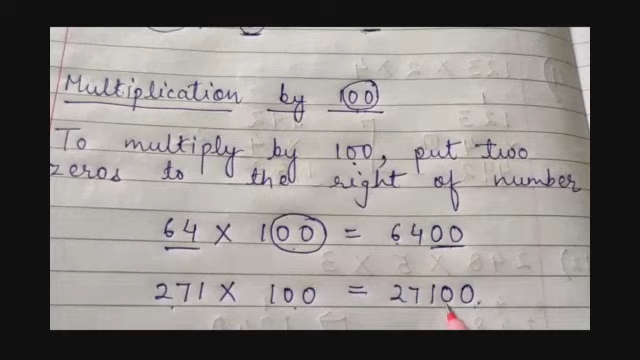 Multiplication by 100
To multiply by 100, put two
zeros to the right of number
64 × 100 = 6400
271 × 100 = 27100.